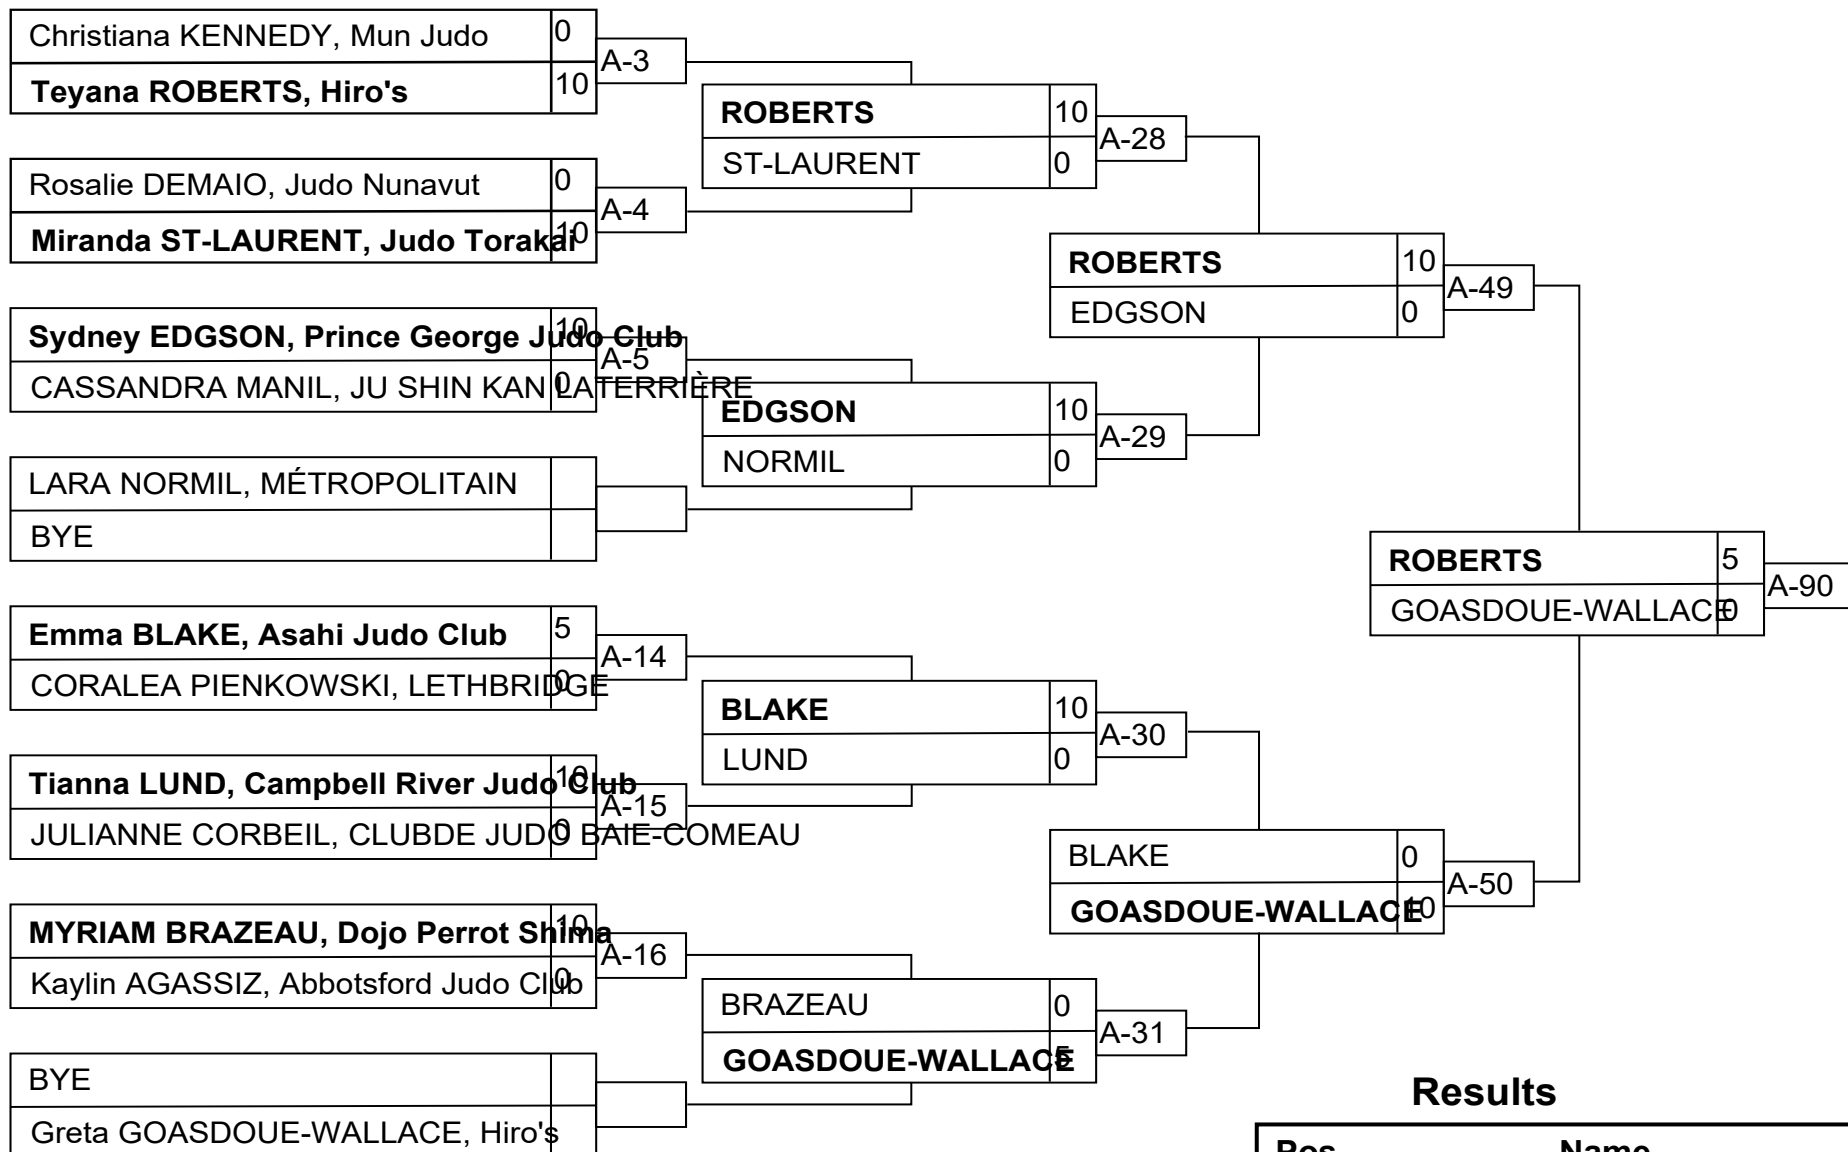 Christiana KENNEDY, Mun Judo 0
A-3
Teyana ROBERTS, Hiro's 10
ROBERTS 10
A-28
ST-LAURENT 0
Rosalie DEMAIO, Judo Nunavut 0
A-4
Miranda ST-LAURENT, Judo Torakai 10
ROBERTS 10
A-49
EDGSON 0
Sydney EDGSON, Prince George Judo Club 10
A-5
CASSANDRA MANIL, JU SHIN KAN LATERRIÈRE 0
EDGSON 10
A-29
NORMIL 0
LARA NORMIL, MÉTROPOLITAIN
BYE
ROBERTS 5
A-90
GOASDOUE-WALLACE 0
Emma BLAKE, Asahi Judo Club 5
A-14
CORALEA PIENKOWSKI, LETHBRIDGE 0
BLAKE 10
A-30
LUND 0
Tianna LUND, Campbell River Judo Club 10
A-15
JULIANNE CORBEIL, CLUBDE JUDO BAIE-COMEAU 0
BLAKE 0
A-50
GOASDOUE-WALLACE 10
MYRIAM BRAZEAU, Dojo Perrot Shima 10
A-16
Kaylin AGASSIZ, Abbotsford Judo Club 0
BRAZEAU 0
A-31
GOASDOUE-WALLACE 5
BYE
Greta GOASDOUE-WALLACE, Hiro's
Results
Pos Name